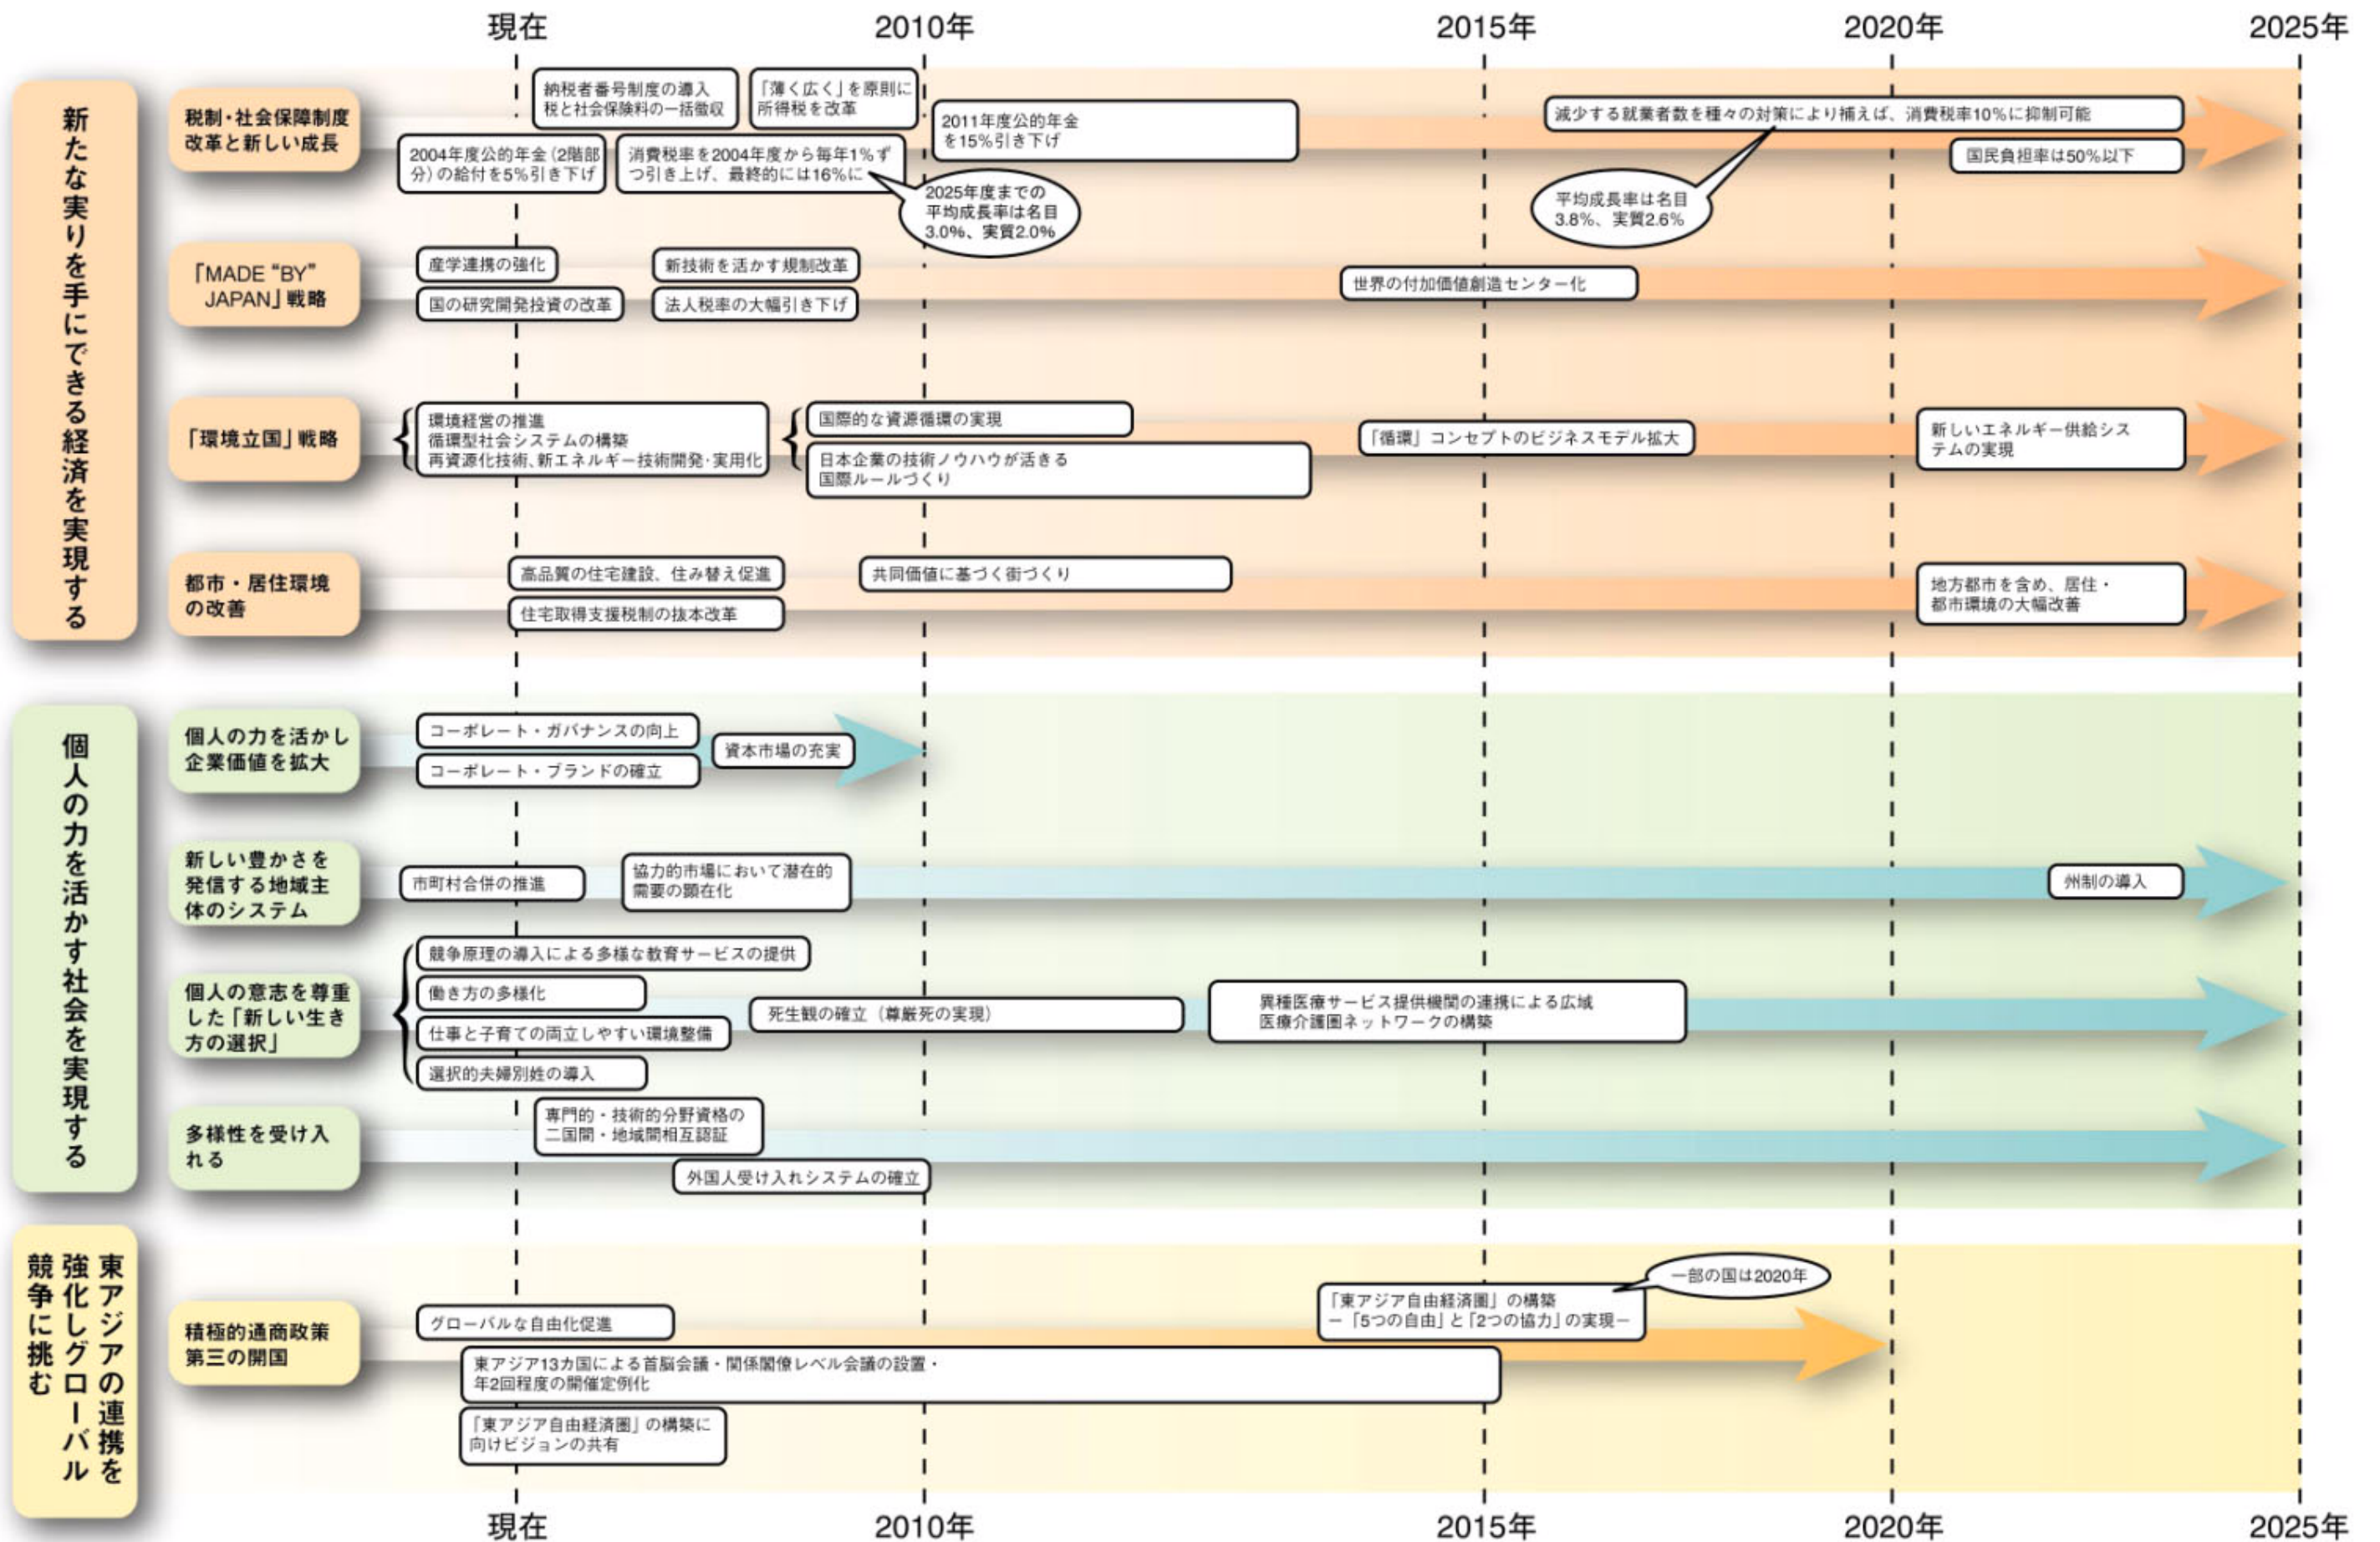 現在
2010年
2015年
2020年
2025年
新たな実りを手にできる経済を実現する
税制・社会保障制度
改革と新しい成長
納税者番号制度の導入
税と社会保険料の一括徴収
「薄く広く」を原則に
所得税を改革
2004年度公的年金(2階部
分)の給付を5%引き下げ
消費税率を2004年度から毎年1%ず
つ引き上げ、最終的には16%に
2025年度までの
平均成長率は名目
3.0%、実質2.0%
2011年度公的年金
を15%引き下げ
減少する就業者数を種々の対策により補えば、消費税率10%に抑制可能
国民負担率は50%以下
平均成長率は名目
3.8%、実質2.6%
「MADE “BY”
JAPAN」戦略
産学連携の強化
国の研究開発投資の改革
新技術を活かす規制改革
法人税率の大幅引き下げ
世界の付加価値創造センター化
「環境立国」戦略
環境経営の推進
循環型社会システムの構築
再資源化技術、新エネルギー技術開発・実用化
国際的な資源循環の実現
日本企業の技術ノウハウが活きる
国際ルールづくり
「循環」コンセプトのビジネスモデル拡大
新しいエネルギー供給シス
テムの実現
都市・居住環境
の改善
高品質の住宅建設、住み替え促進
住宅取得支援税制の抜本改革
共同価値に基づく街づくり
地方都市を含め、居住・
都市環境の大幅改善
個人の力を活かす社会を実現する
個人の力を活かし
企業価値を拡大
コーポレート・ガバナンスの向上
コーポレート・ブランドの確立
資本市場の充実
新しい豊かさを
発信する地域主
体のシステム
市町村合併の推進
協力的市場において潜在的
需要の顕在化
州制の導入
個人の意志を尊重
した「新しい生き
方の選択」
競争原理の導入による多様な教育サービスの提供
働き方の多様化
仕事と子育ての両立しやすい環境整備
選択的夫婦別姓の導入
死生観の確立(尊厳死の実現)
異種医療サービス提供機関の連携による広域
医療介護圏ネットワークの構築
多様性を受け入
れる
専門的・技術的分野資格の
二国間・地域間相互認証
外国人受け入れシステムの確立
東アジアの連携を
強化しグローバル
競争に挑む
積極的通商政策
第三の開国
グローバルな自由化促進
東アジア13カ国による首脳会議・関係閣僚レベル会議の設置・
年2回程度の開催定例化
「東アジア自由経済圏」の構築に
向けビジョンの共有
「東アジア自由経済圏」の構築
−「5つの自由」と「2つの協力」の実現−
一部の国は2020年
現在
2010年
2015年
2020年
2025年